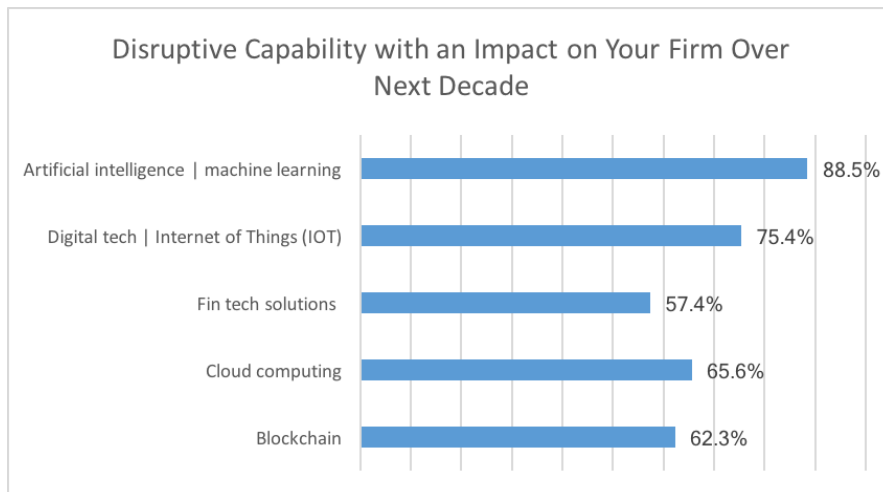 Disruptive Capability with an Impact on Your Firm Over
Next Decade
Artificial intelligence | machine learning
88.5%
Digital tech | Internet of Things (IOT)
75.4%
Fin tech solutions
57.4%
Cloud computing
65.6%
Blockchain
62.3%